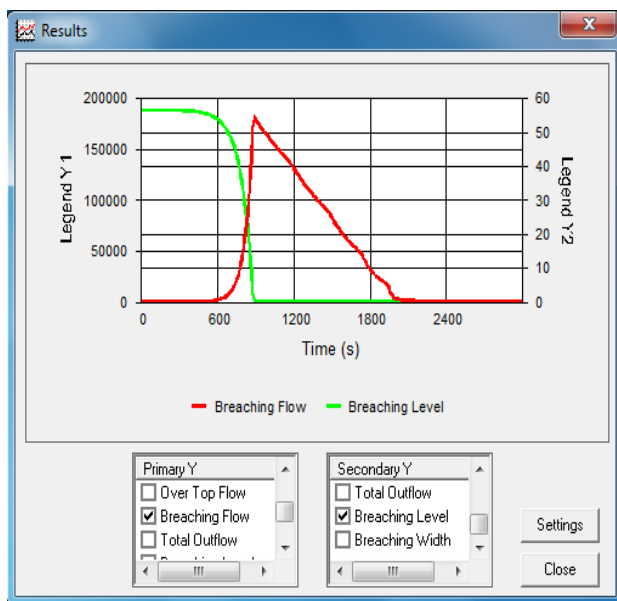 Results
X
200000
150000
100000
50000
0
Legend Y 1
60
50
40
30
20
10
0
Legend Y2
0 600 1200 1800 2400
Time (s)
Breaching Flow Breaching Level
Primary Y
Over Top Flow
Breaching Flow
Total Outflow
Secondary Y
Total Outflow
Breaching Level
Breaching Width
Settings
Close